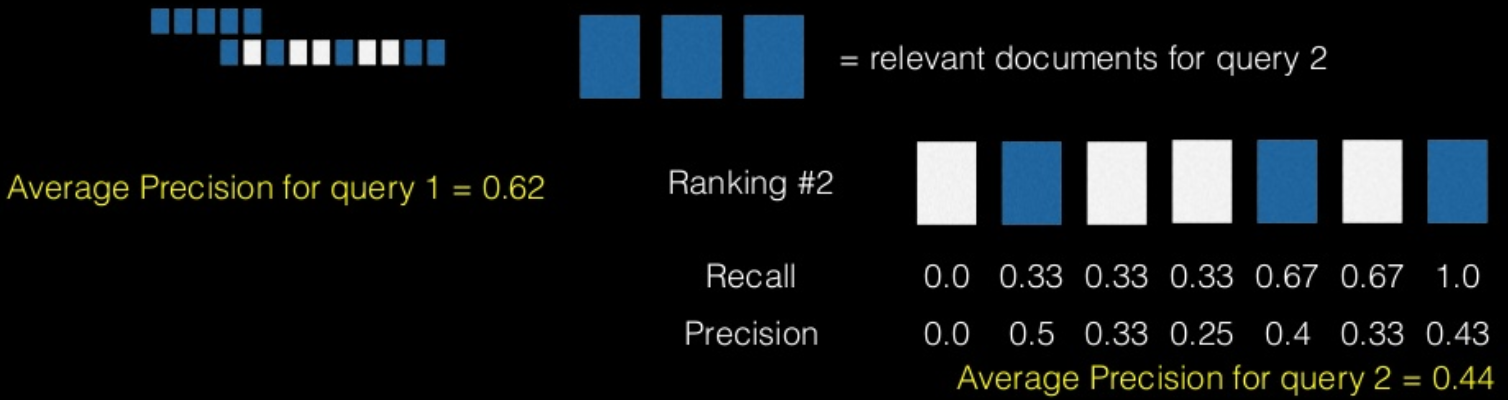 = relevant documents for query 2
Average Precision for query 1 = 0.62
Ranking #2
Recall 0.0 0.33 0.33 0.33 0.67 0.67 1.0
Precision 0.0 0.5 0.33 0.25 0.4 0.33 0.43
Average Precision for query 2 = 0.44